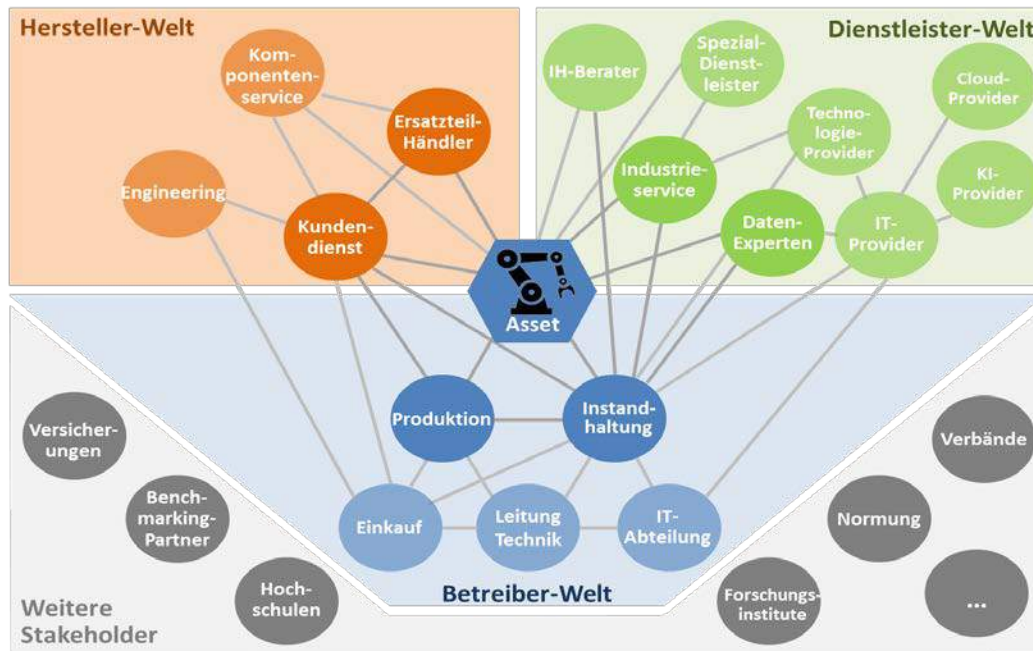 Hersteller-Welt
Kom-
ponenten-
service
Ersatzteil-
Händler
Engineering
Kunden-
dienst
Dienstleister-Welt
IH-Berater
Spezial-
Dienst-
leister
Cloud-
Provider
Techno-
logie-
Provider
Industrie-
service
KI-
Provider
Daten-
Experten
IT-
Provider
Asset
Produktion
Instand-
haltung
Einkauf
Leitung
Technik
IT-
Abteilung
Betreiber-Welt
Versicher-
ungen
Bench-
marking-
Partner
Hoch-
schulen
Weitere
Stakeholder
Verbände
Normung
Forschungs-
institute
...